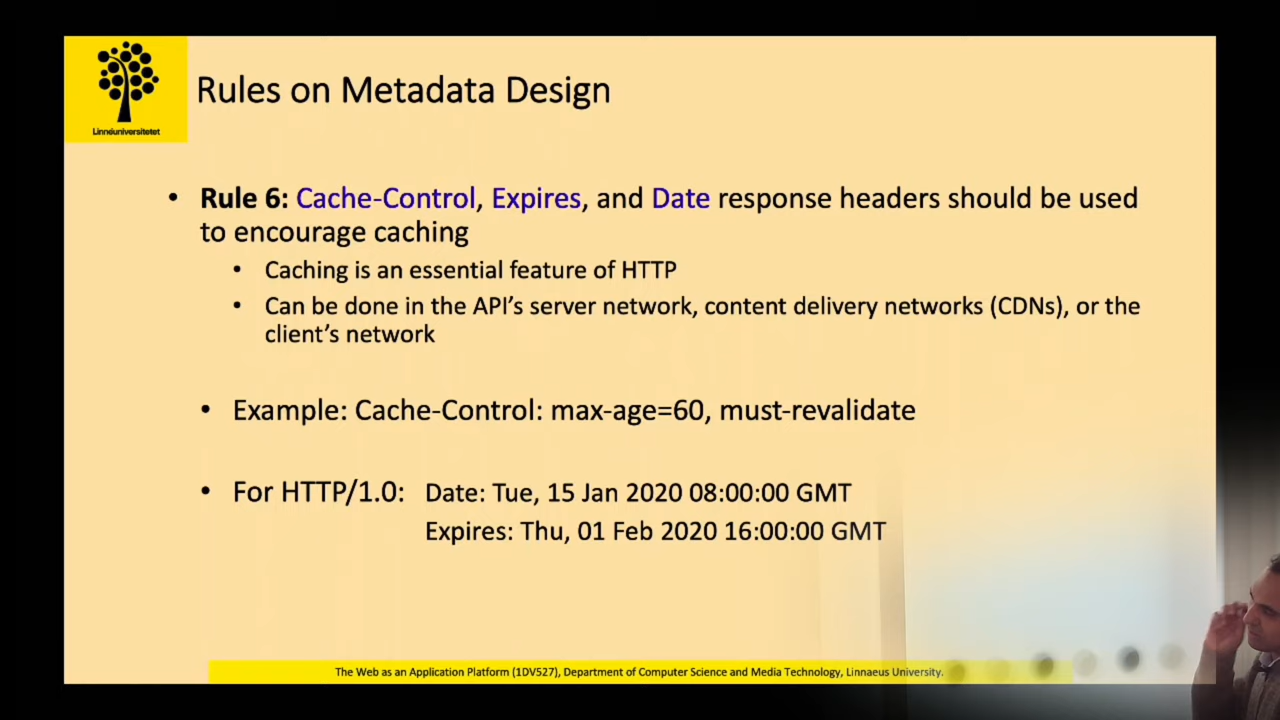 Linnéuniversitetet
Rules on Metadata Design
• Rule 6: Cache-Control, Expires, and Date response headers should be used
to encourage caching
• Caching is an essential feature of HTTP
• Can be done in the API’s server network, content delivery networks (CDNs), or the
client’s network
• Example: Cache-Control: max-age=60, must-revalidate
• For HTTP/1.0: Date: Tue, 15 Jan 2020 08:00:00 GMT
Expires: Thu, 01 Feb 2020 16:00:00 GMT
The Web as an Application Platform (1DV527), Department of Computer Science and Media Technology, Linnaeus University.